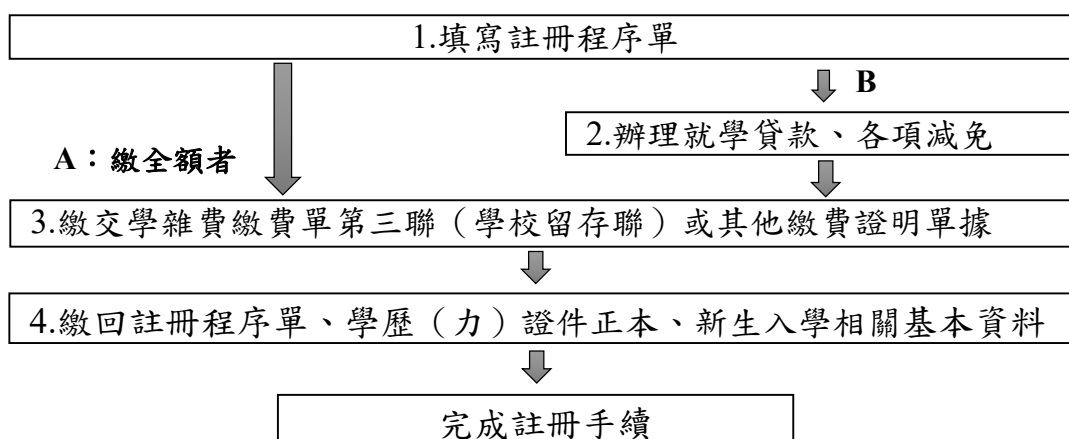 1.填寫註冊程序單
B
2.辦理就學貸款、各項減免
A：繳全額者
3.繳交學雜費繳費單第三聯（學校留存聯）或其他繳費證明單據
4.繳回註冊程序單、學歷（力）證件正本、新生入學相關基本資料
完成註冊手續